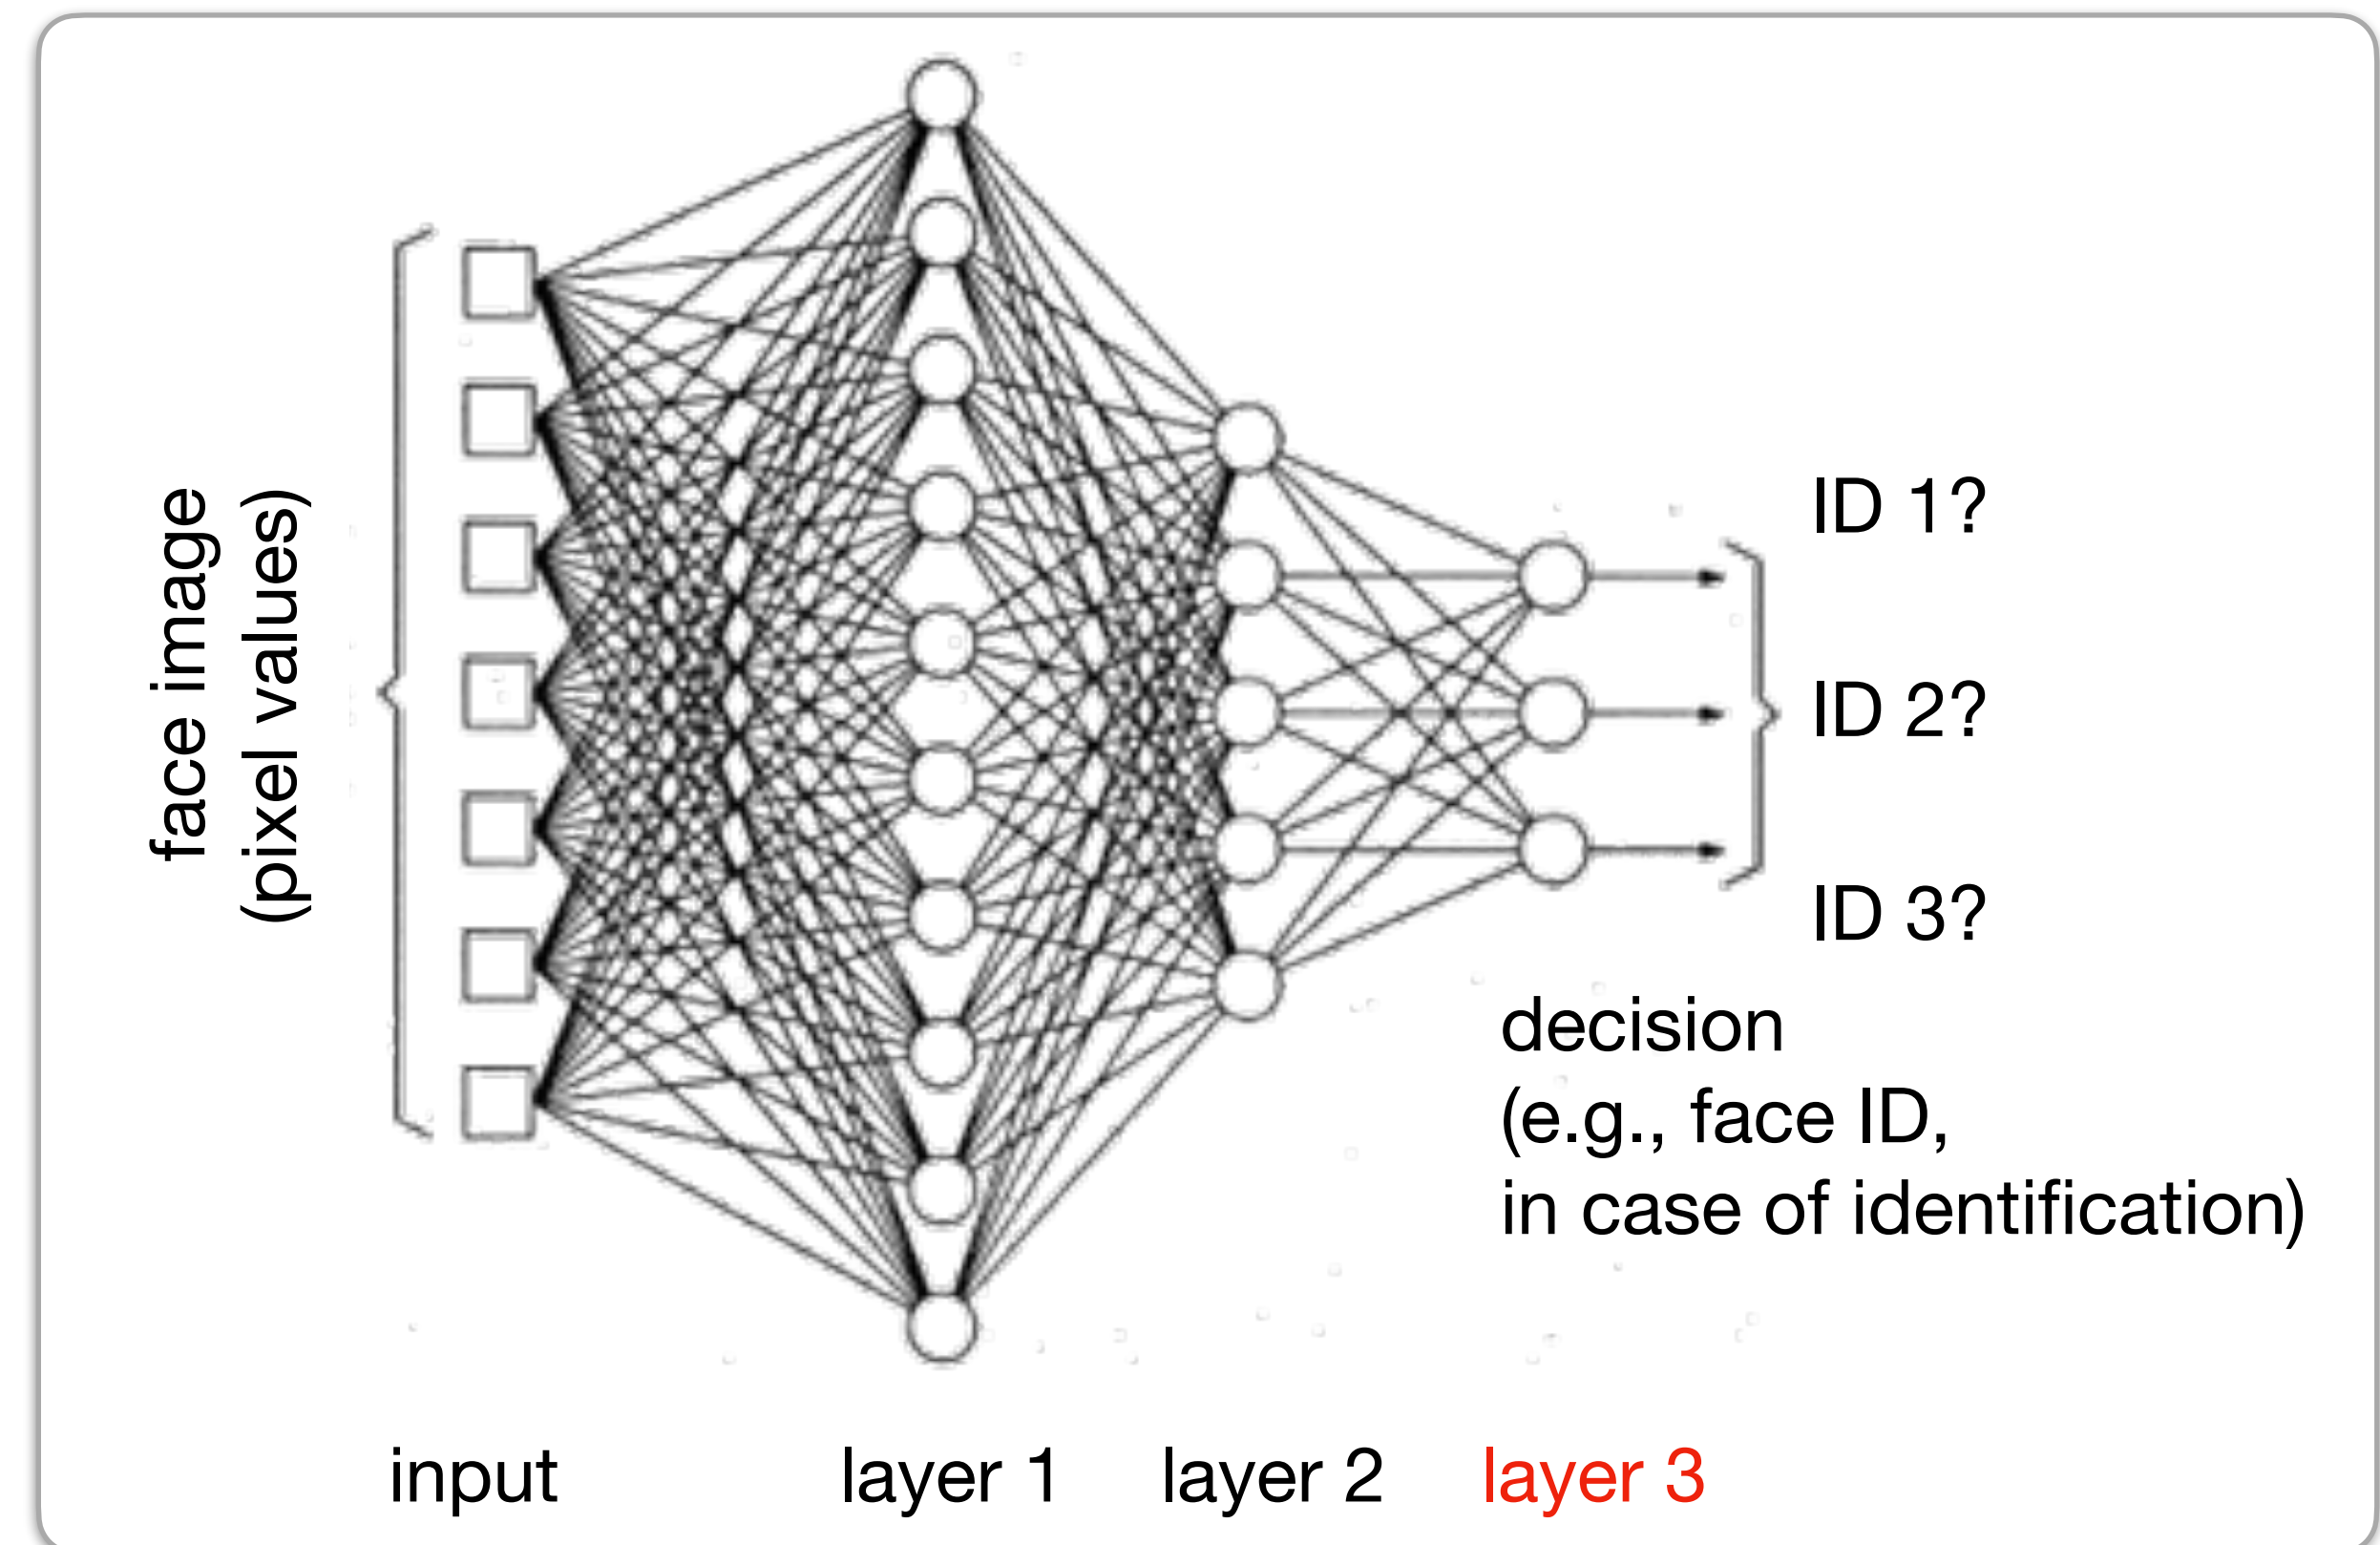 face image
(pixel values)
ID 1?
ID 2?
ID 3?
decision
(e.g., face ID,
in case of identification)
input
layer 1
layer 2
layer 3